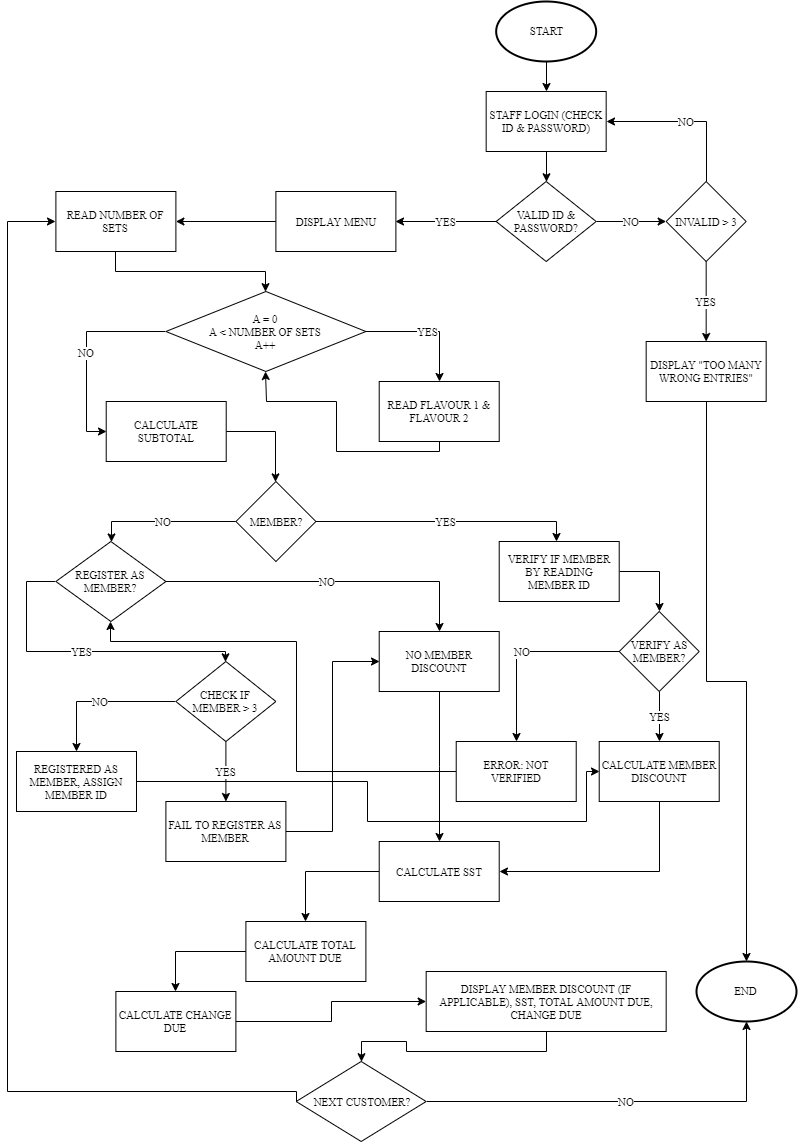 START
STAFF LOGIN (CHECK
ID & PASSWORD)
NO
READ NUMBER OF
SETS
DISPLAY MENU
YES
VALID ID &
PASSWORD?
NO
INVALID > 3
YES
A = 0
A < NUMBER OF SETS
A++
YES
NO
DISPLAY "TOO MANY
WRONG ENTRIES"
READ FLAVOUR 1 &
FLAVOUR 2
CALCULATE
SUBTOTAL
NO
MEMBER?
YES
VERIFY IF MEMBER
BY READING
MEMBER ID
REGISTER AS
MEMBER?
NO
YES
NO MEMBER
DISCOUNT
NO
VERIFY AS
MEMBER?
NO
CHECK IF
MEMBER > 3
YES
REGISTERED AS
MEMBER, ASSIGN
MEMBER ID
YES
ERROR: NOT
VERIFIED
CALCULATE MEMBER
DISCOUNT
FAIL TO REGISTER AS
MEMBER
CALCULATE SST
CALCULATE TOTAL
AMOUNT DUE
CALCULATE CHANGE
DUE
DISPLAY MEMBER DISCOUNT (IF
APPLICABLE), SST, TOTAL AMOUNT DUE,
CHANGE DUE
END
NEXT CUSTOMER?
NO